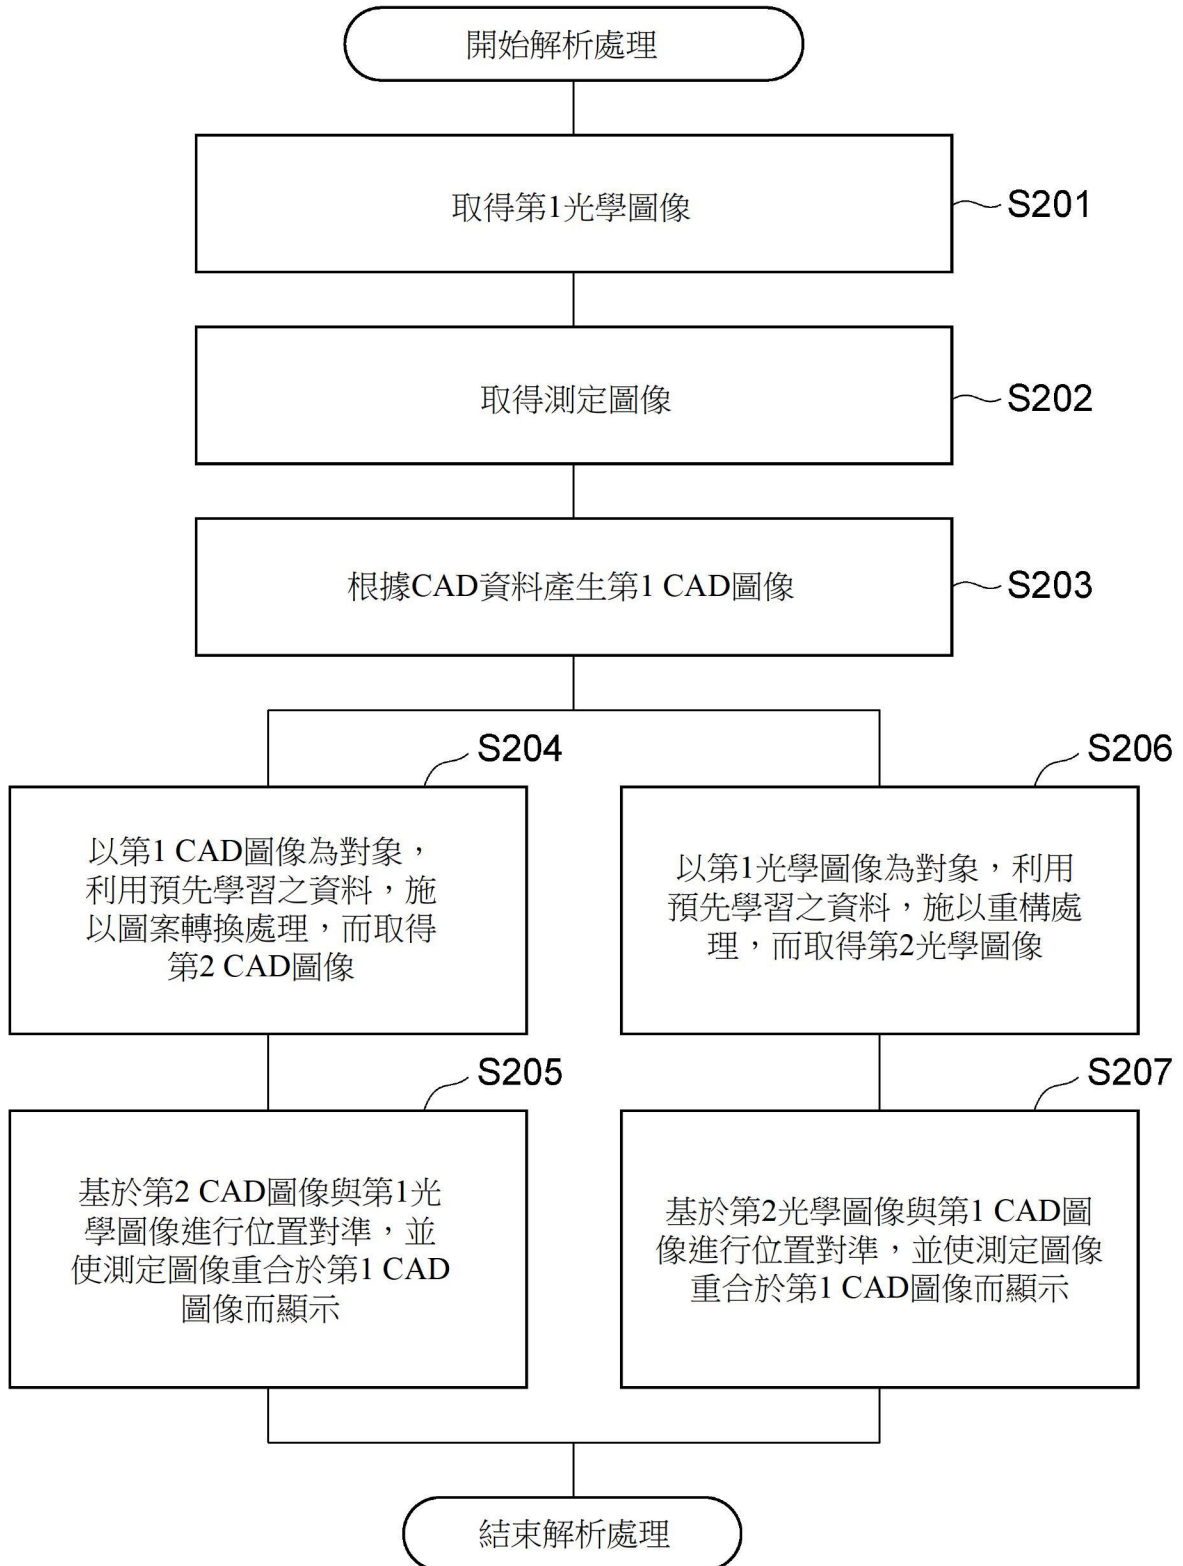 開始解析處理
取得第1光學圖像
S201
取得測定圖像
S202
根據CAD資料產生第1 CAD圖像
S203
S204
以第1 CAD圖像為對象，
利用預先學習之資料，施
以圖案轉換處理，而取得
第2 CAD圖像
S205
基於第2 CAD圖像與第1光
學圖像進行位置對準，並
使測定圖像重合於第1 CAD
圖像而顯示
S206
以第1光學圖像為對象，利用
預先學習之資料，施以重構處
理，而取得第2光學圖像
S207
基於第2光學圖像與第1 CAD圖
像進行位置對準，並使測定圖像
重合於第1 CAD圖像而顯示
結束解析處理